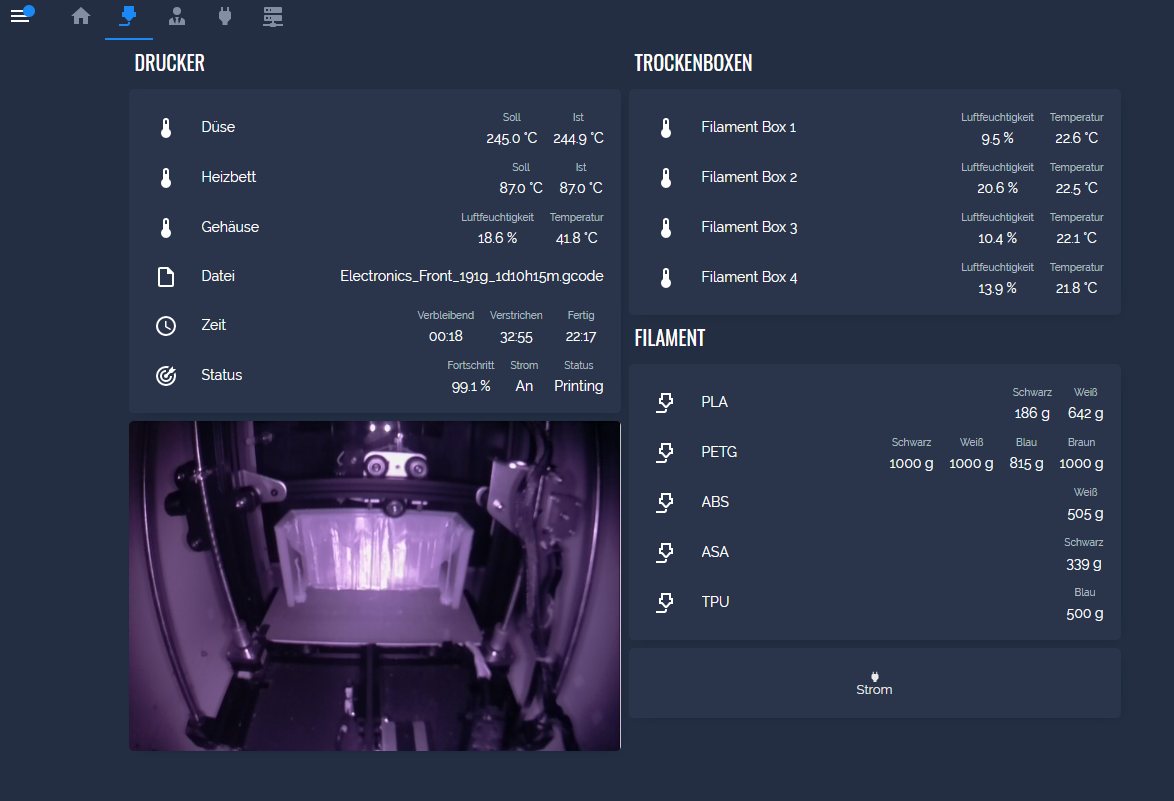 DRUCKER
Düse
Soll Ist
245.0 °C 244.9 °C
Heizbett
Soll Ist
87.0 °C 87.0 °C
Gehäuse
Luftfeuchtigkeit Temperatur
18.6 % 41.8 °C
Datei Electronics_Front_191g_1d10h15m.gcode
Zeit
Verbleibend Verstrichen Fertig
00:18 32:55 22:17
Status
Fortschritt Strom Status
99.1 % An Printing
TROCKENBOXEN
Filament Box 1
Luftfeuchtigkeit Temperatur
9.5 % 22.6 °C
Filament Box 2
Luftfeuchtigkeit Temperatur
20.6 % 22.5 °C
Filament Box 3
Luftfeuchtigkeit Temperatur
10.4 % 22.1 °C
Filament Box 4
Luftfeuchtigkeit Temperatur
13.9 % 21.8 °C
FILAMENT
PLA
Schwarz Weiß
186 g 642 g
PETG
Schwarz Weiß Blau Braun
1000 g 1000 g 815 g 1000 g
ABS
Weiß
505 g
ASA
Schwarz
339 g
TPU
Blau
500 g
Strom